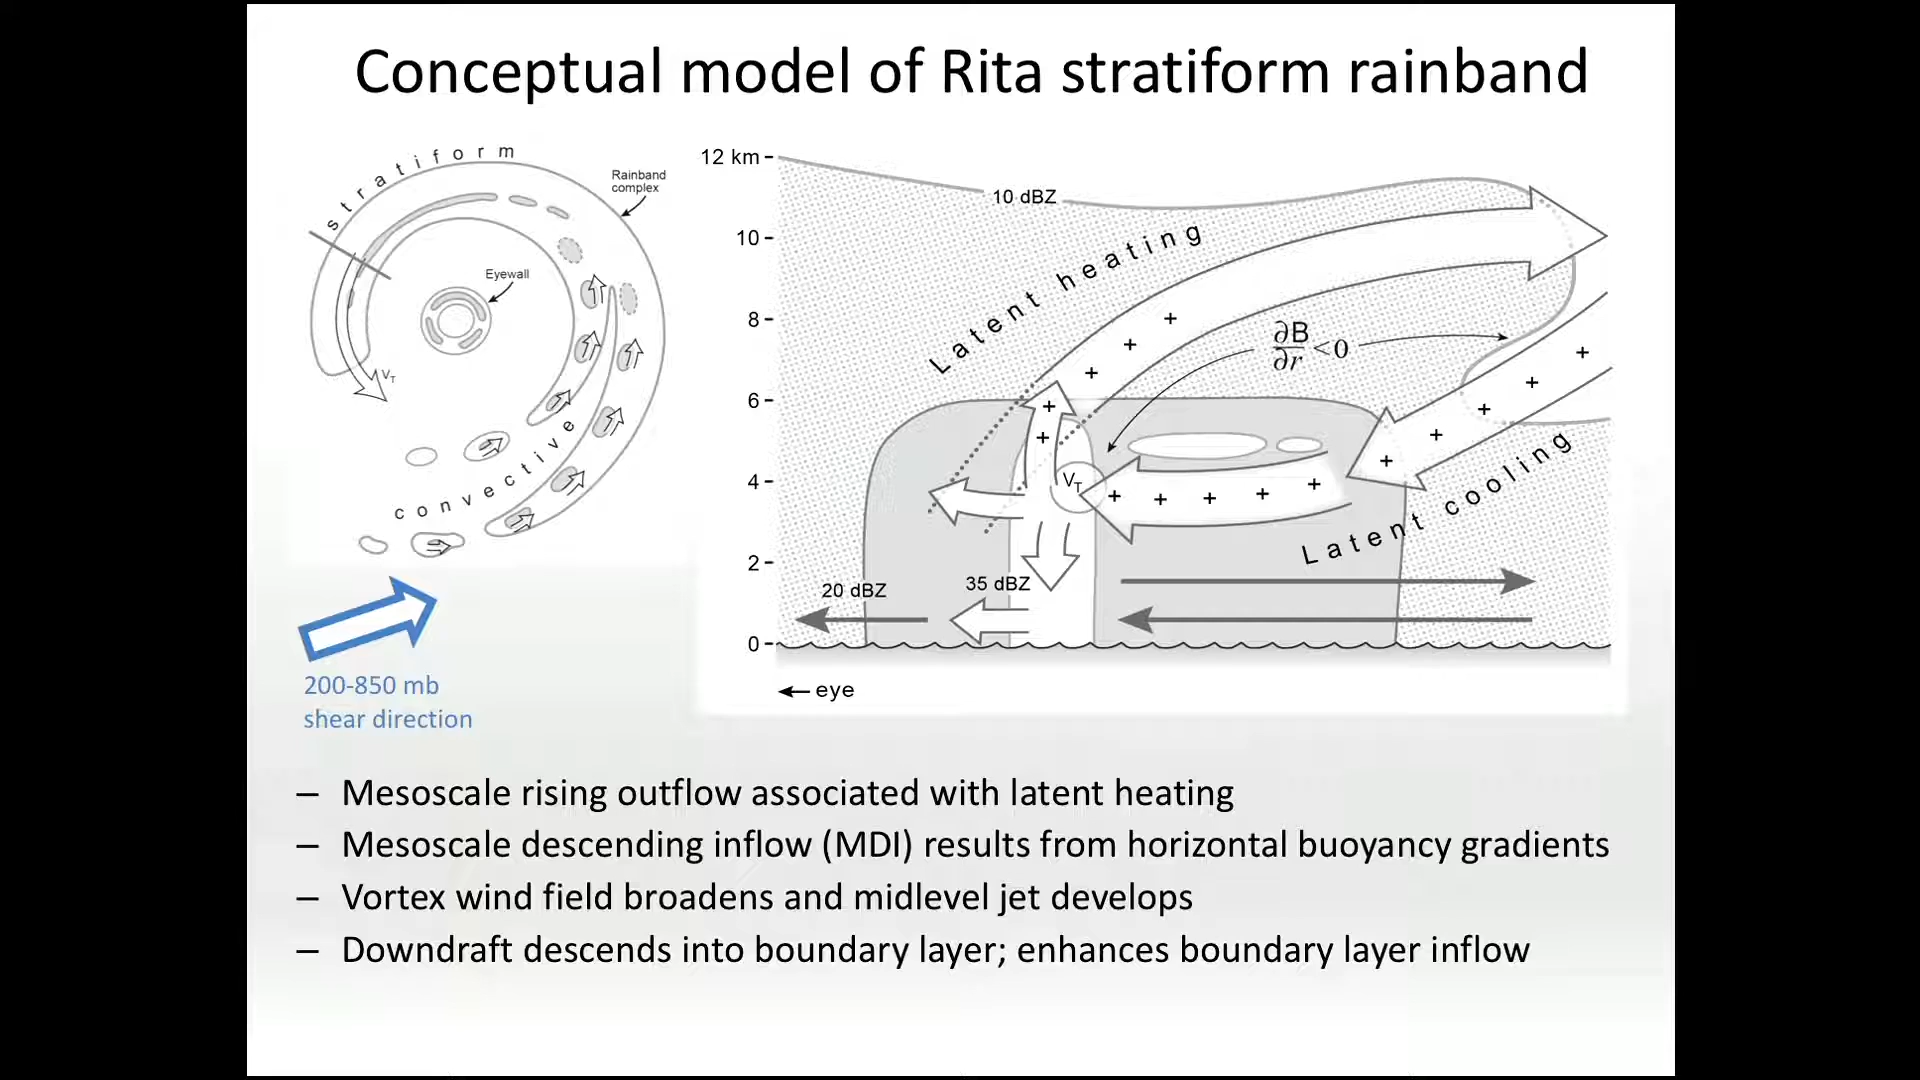 Conceptual model of Rita stratiform rainband
stratiform
Rainband
complex
Eyewall
V_T
convective
200-850 mb
shear direction
12 km
10
8
6
4
2
0
10 dBZ
Latent heating
∂B/∂r <0
V_T
Latent cooling
20 dBZ
35 dBZ
← eye
– Mesoscale rising outflow associated with latent heating
– Mesoscale descending inflow (MDI) results from horizontal buoyancy gradients
– Vortex wind field broadens and midlevel jet develops
– Downdraft descends into boundary layer; enhances boundary layer inflow